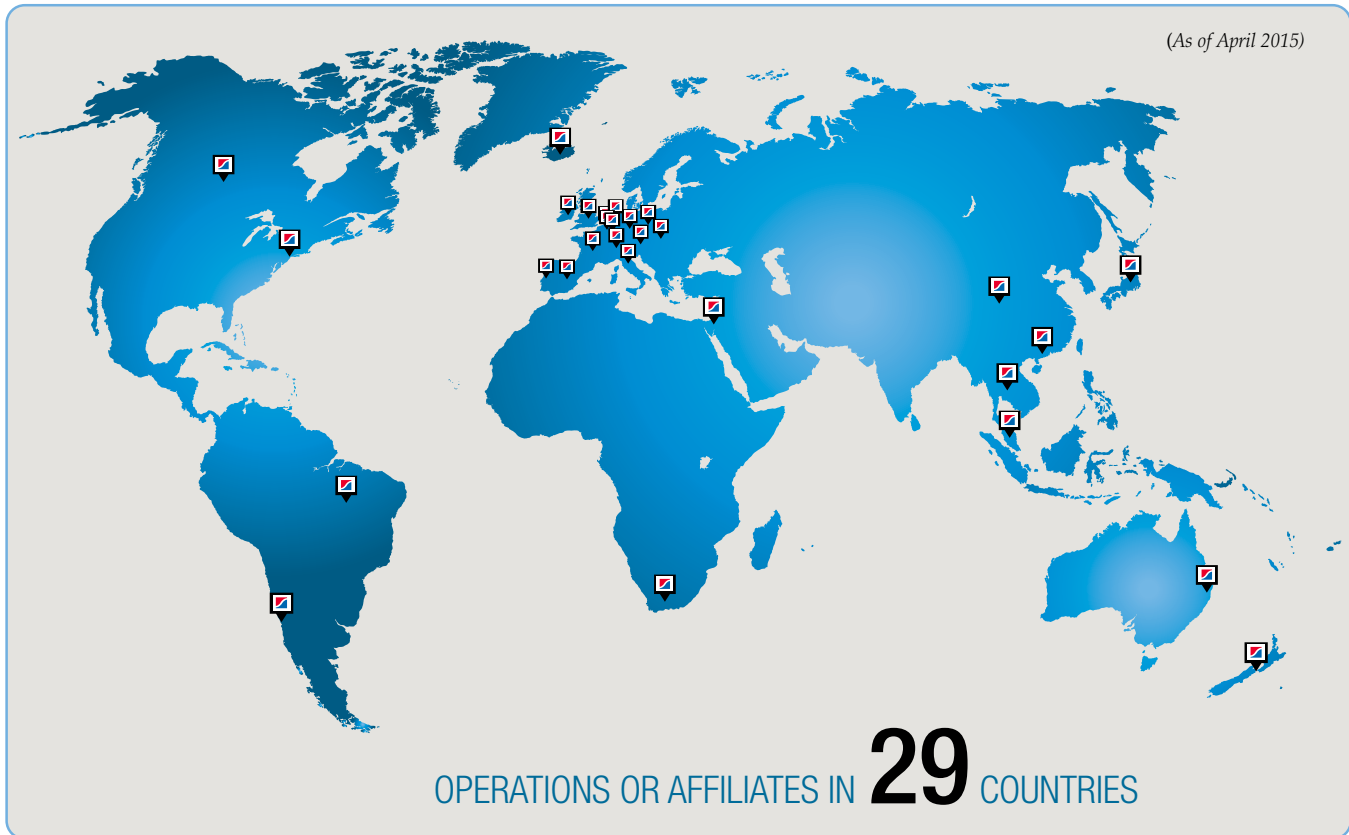 (As of April 2015)
OPERATIONS OR AFFILIATES IN 29 COUNTRIES